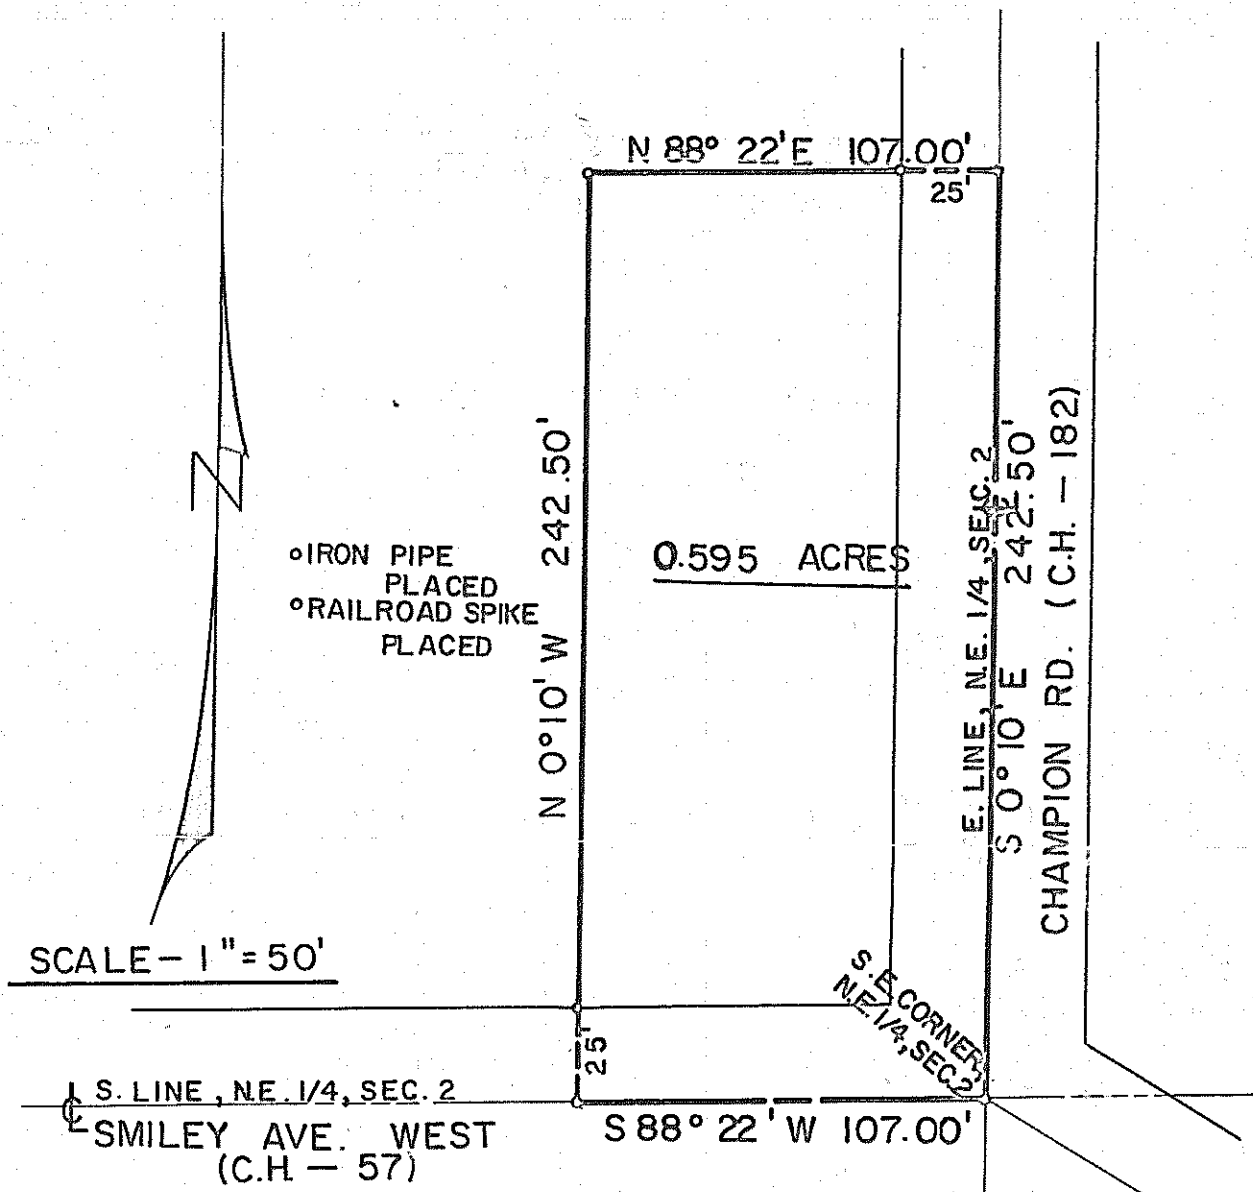 N 88° 22' E 107.00'
25'
N 0° 10' W 242.50'
N
°IRON PIPE
PLACED
°RAILROAD SPIKE
PLACED
0.595 ACRES
E. LINE, N.E. 1/4, SEC. 2
S 0° 10' E 242.50'
CHAMPION RD. (C.H. — 182)
SCALE — 1" = 50'
S. E. CORNER,
N.E. 1/4, SEC. 2
25'
S. LINE, N.E. 1/4, SEC. 2
℄ SMILEY AVE. WEST
(C.H. — 57)
S 88° 22' W 107.00'